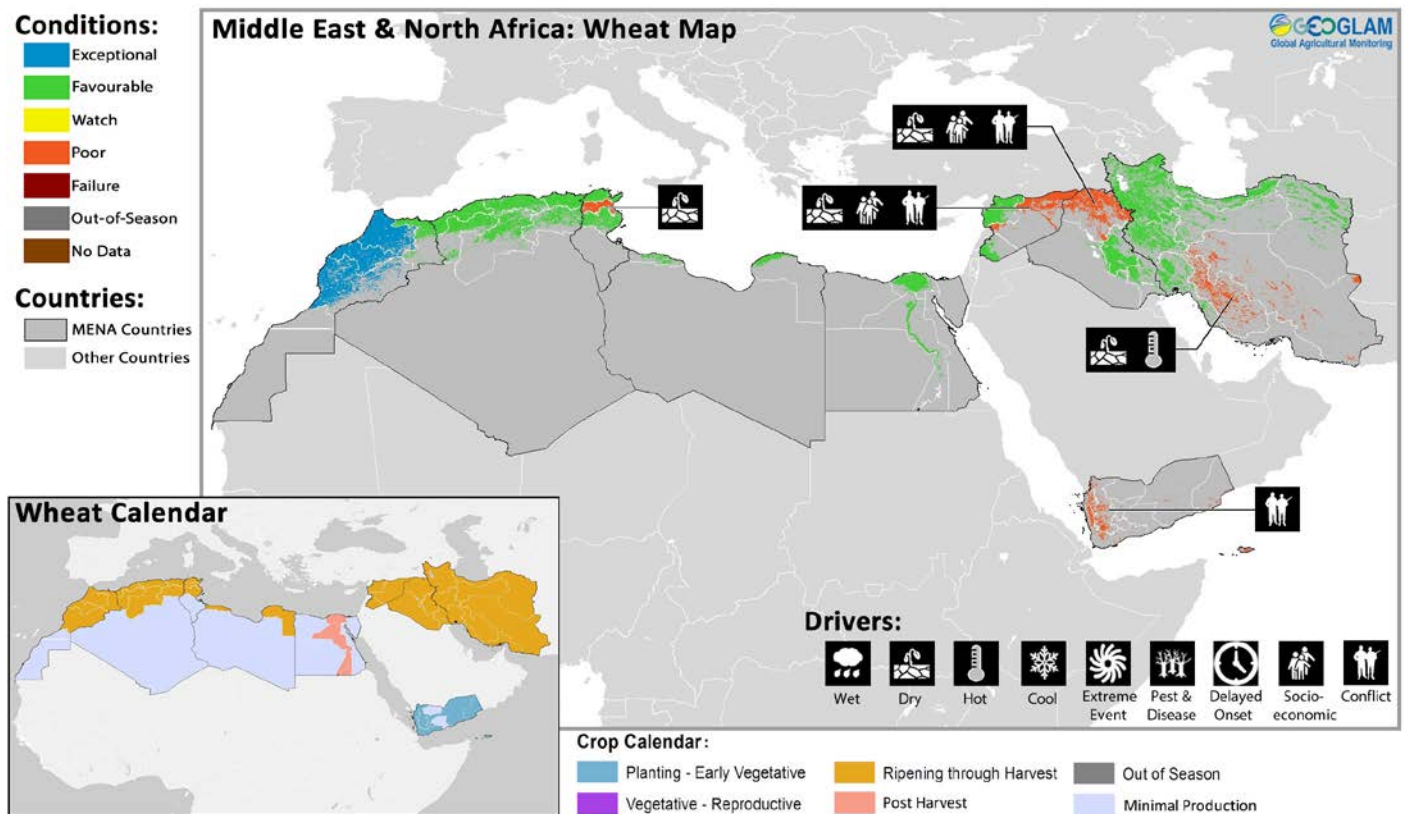 Conditions:
Exceptional
Favourable
Watch
Poor
Failure
Out-of-Season
No Data
Countries:
MENA Countries
Other Countries
Middle East & North Africa: Wheat Map
GEOGLAM
Global Agricultural Monitoring
Drivers:
Wet
Dry
Hot
Cool
Extreme
Event
Pest &
Disease
Delayed
Onset
Socio-
economic
Conflict
Wheat Calendar
Crop Calendar:
Planting - Early Vegetative
Ripening through Harvest
Out of Season
Vegetative - Reproductive
Post Harvest
Minimal Production